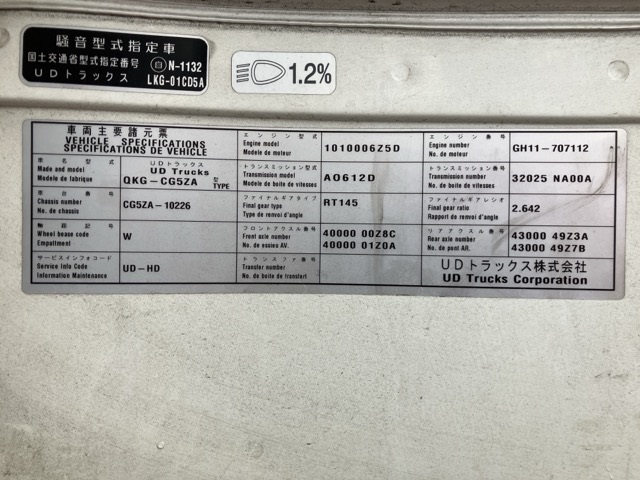 騒音型式指定車
国土交通省型式指定番号 自 N-1132
UDトラックス LKG-01CD5A
1.2%
車両主要諸元票
VEHICLE SPECIFICATIONS
SPECIFICATIONS DE VEHICLE
エンジン型式
Engine model
Modele de moteur
1010006Z5D
エンジン番号
Engine number
No de moteur
GH11-707112
車名型式
Made and model
Modele de fabrique
UDトラックス
UD Trucks
QKG-CG5ZA 型 TYPE
トランスミッション型式
Transmission model
Modele de boite de vitesses
AO612D
トランスミッション番号
Transmission number
No de boite de vitesses
32025 NA00A
車台番号
Chassis number
No de chassis
CG5ZA-10226
ファイナルギアタイプ
Final gear type
Type de renvoi d'angle
RT145
ファイナルギアレシオ
Final gear ratio
Rapport de renvoi d'angle
2.642
軸距記号
Wheel base code
Empattement
W
フロントアクスル番号
Front axle number
No de essieu AV.
40000 00Z8C
40000 01Z0A
リアアクスル番号
Rear axle number
No de pont AR.
43000 49Z3A
43000 49Z7B
サービスインフォコード
Service Info Code
Information Maintenance
UD-HD
トランスファ番号
Transfer number
No de boite de transfert
UDトラックス株式会社
UD Trucks Corporation